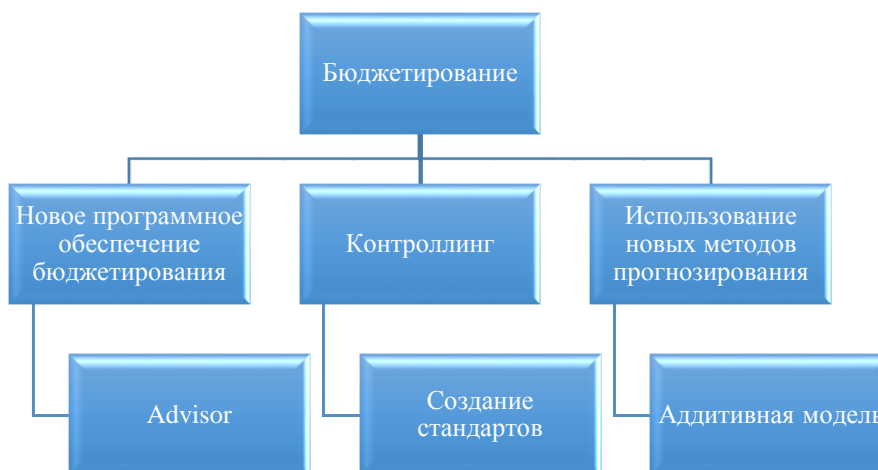 Бюджетирование
Новое программное
обеспечение
бюджетирования
Контроллинг
Использование
новых методов
прогнозирования
Advisor
Создание
стандартов
Аддитивная модель